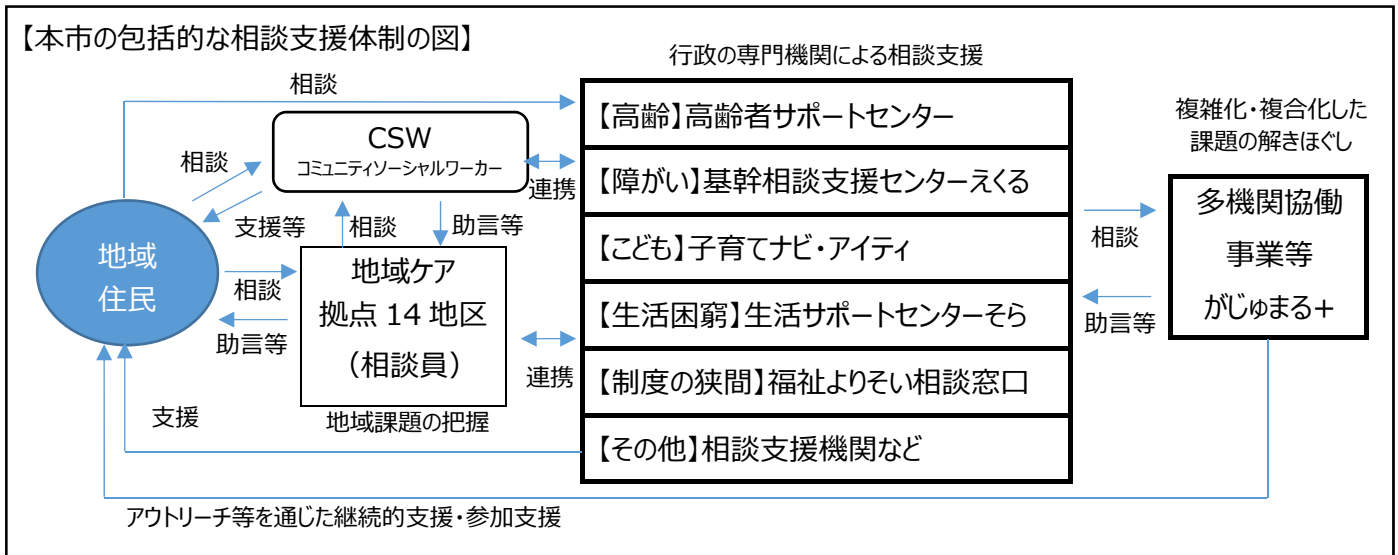 【本市の包括的な相談支援体制の図】
行政の専門機関による相談支援
相談
CSW
コミュニティソーシャルワーカー
相談
支援等
連携
相談
助言等
地域
住民
相談
助言等
地域ケア
拠点 14 地区
（相談員）
地域課題の把握
連携
【高齢】高齢者サポートセンター
【障がい】基幹相談支援センターえくる
【こども】子育てナビ・アイティ
【生活困窮】生活サポートセンターそら
【制度の狭間】福祉よりそい相談窓口
【その他】相談支援機関など
相談
助言等
複雑化・複合化した
課題の解きほぐし
多機関協働
事業等
がじゅまる+
支援
アウトリーチ等を通じた継続的支援・参加支援